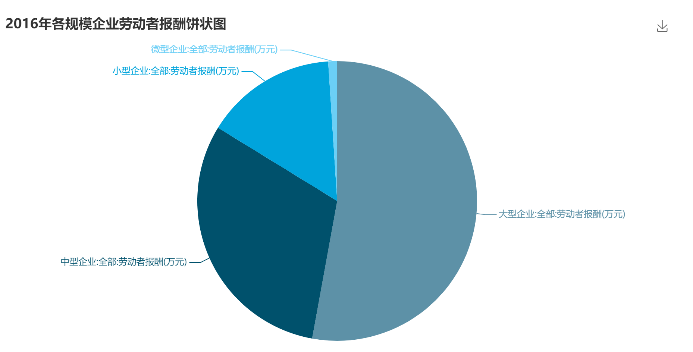 2016年各规模企业劳动者报酬饼状图
微型企业:全部:劳动者报酬(万元)
小型企业:全部:劳动者报酬(万元)
大型企业:全部:劳动者报酬(万元)
中型企业:全部:劳动者报酬(万元)